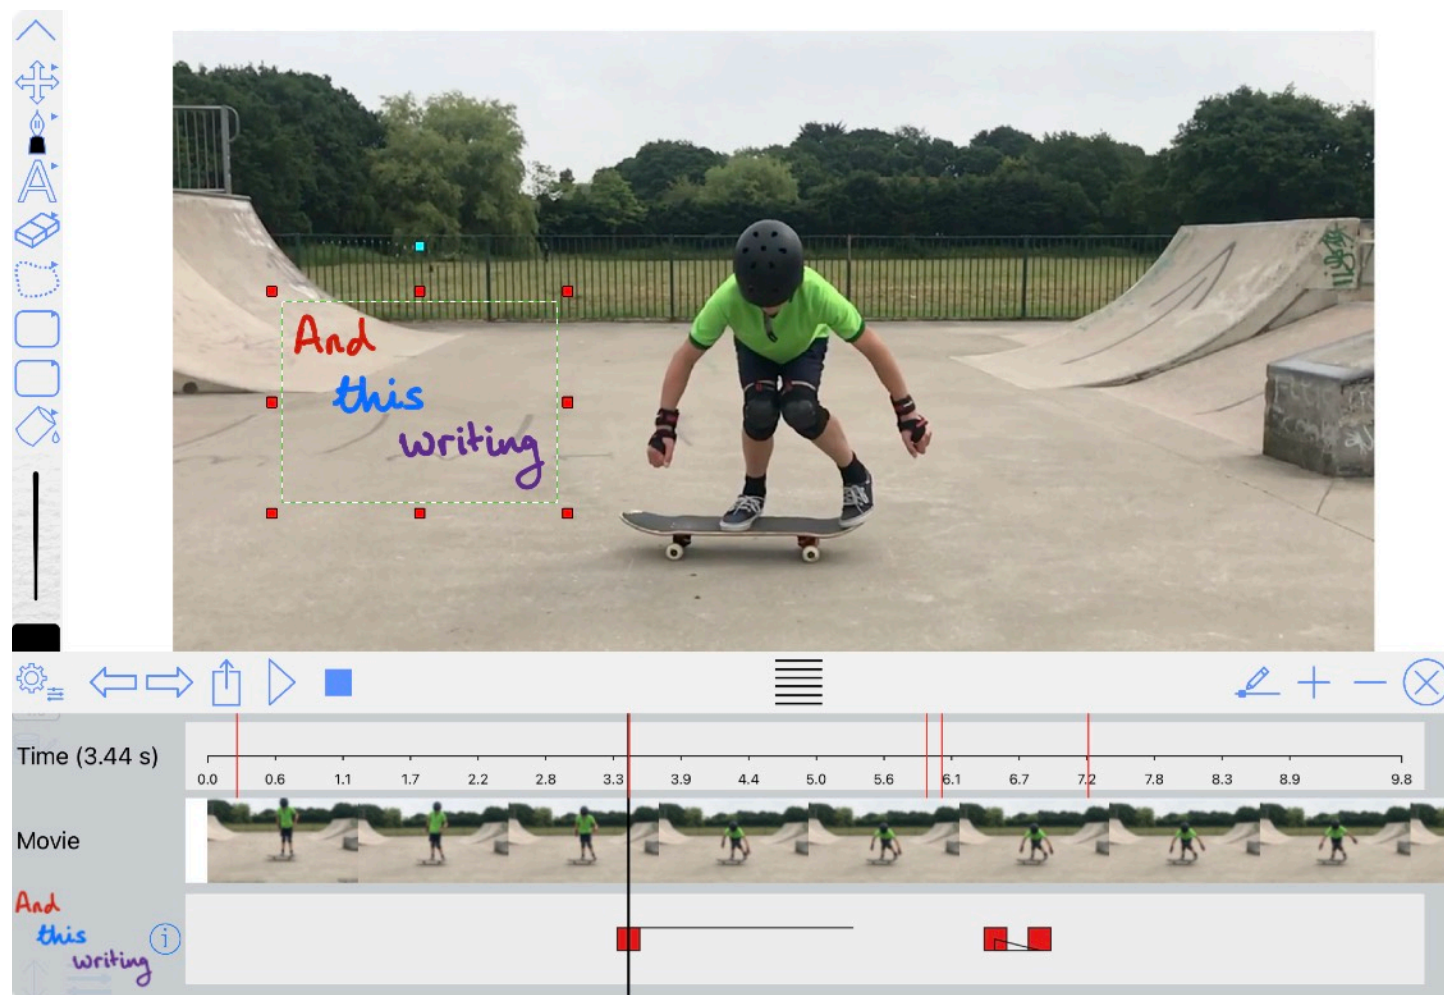 And
this
writing
A
Time (3.44 s)
0.0 0.6 1.1 1.7 2.2 2.8 3.3 3.9 4.4 5.0 5.6 6.1 6.7 7.2 7.8 8.3 8.9 9.8
Movie
And
this
i
writing